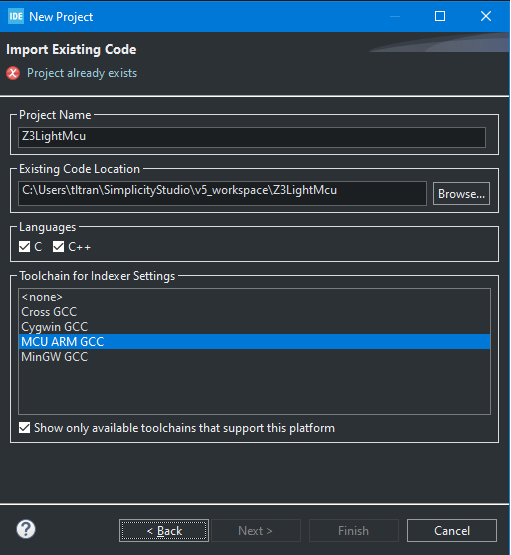 IDE New Project
Import Existing Code
Project already exists
Project Name
Z3LightMcu
Existing Code Location
C:\Users\tltran\SimplicityStudio\v5_workspace\Z3LightMcu
Browse...
Languages
C C++
Toolchain for Indexer Settings
<none>
Cross GCC
Cygwin GCC
MCU ARM GCC
MinGW GCC
Show only available toolchains that support this platform
? < Back Next > Finish Cancel